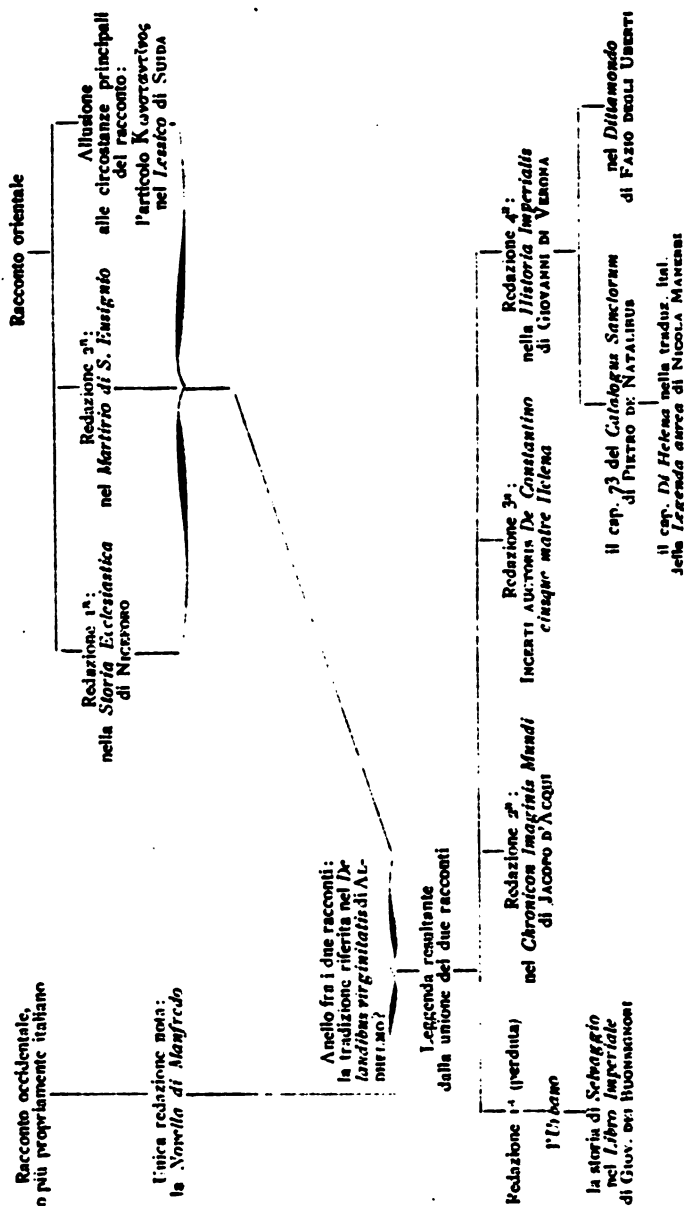 Racconto occidentale,
o più propriamente italiano
Unica redazione nota:
la Novella di Manfredo
Racconto orientale
Redazione 1ª:
nella Storia Ecclesiastica
di NICEFORO
Redazione 2ª:
nel Martirio di S. Eusignio
Allusione
alle circostanze principali
del racconto:
l'articolo Κωνσταντῖνος
nel Lessico di SUIDA
Anello fra i due racconti:
la tradizione riferita nel De
laudibus virginitatis di AL-
DHELMO?
Leggenda resultante
dalla unione dei due racconti
Redazione 1ª (perduta)
l'Urbano
la storia di Selvaggio
nel Libro Imperiale
di GIOV. DEI BUONSIGNORI
Redazione 2ª:
nel Chronicon Imaginis Mundi
di JACOPO D'ACQUI
Redazione 3ª:
INCERTI AUCTORIS De Constantino
eiusque matre Helena
Redazione 4ª:
nella Historia Imperialis
di GIOVANNI DI VERONA
il cap. 73 del Catalogus Sanctorum
di PIETRO DE NATALIBUS
il cap. Di Helena nella traduz. ital.
della Legenda aurea di NICOLA MANERBI
nel Dittamondo
di FAZIO DEGLI UBERTI